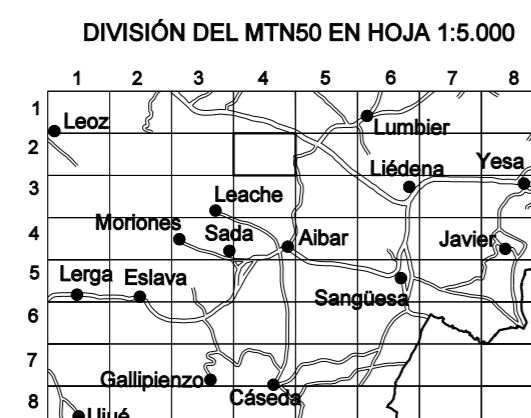 DIVISIÓN DEL MTN50 EN HOJA 1:5.000
1 2 3 4 5 6 7 8
1
Leoz
Lumbier
2
Liédena
Yesa
3
Leache
Moriones
Sada
4
Aibar
Javier
5
Lerga
Eslava
Sangüesa
6
7
Gallipienzo
Cáseda
8
Ujué